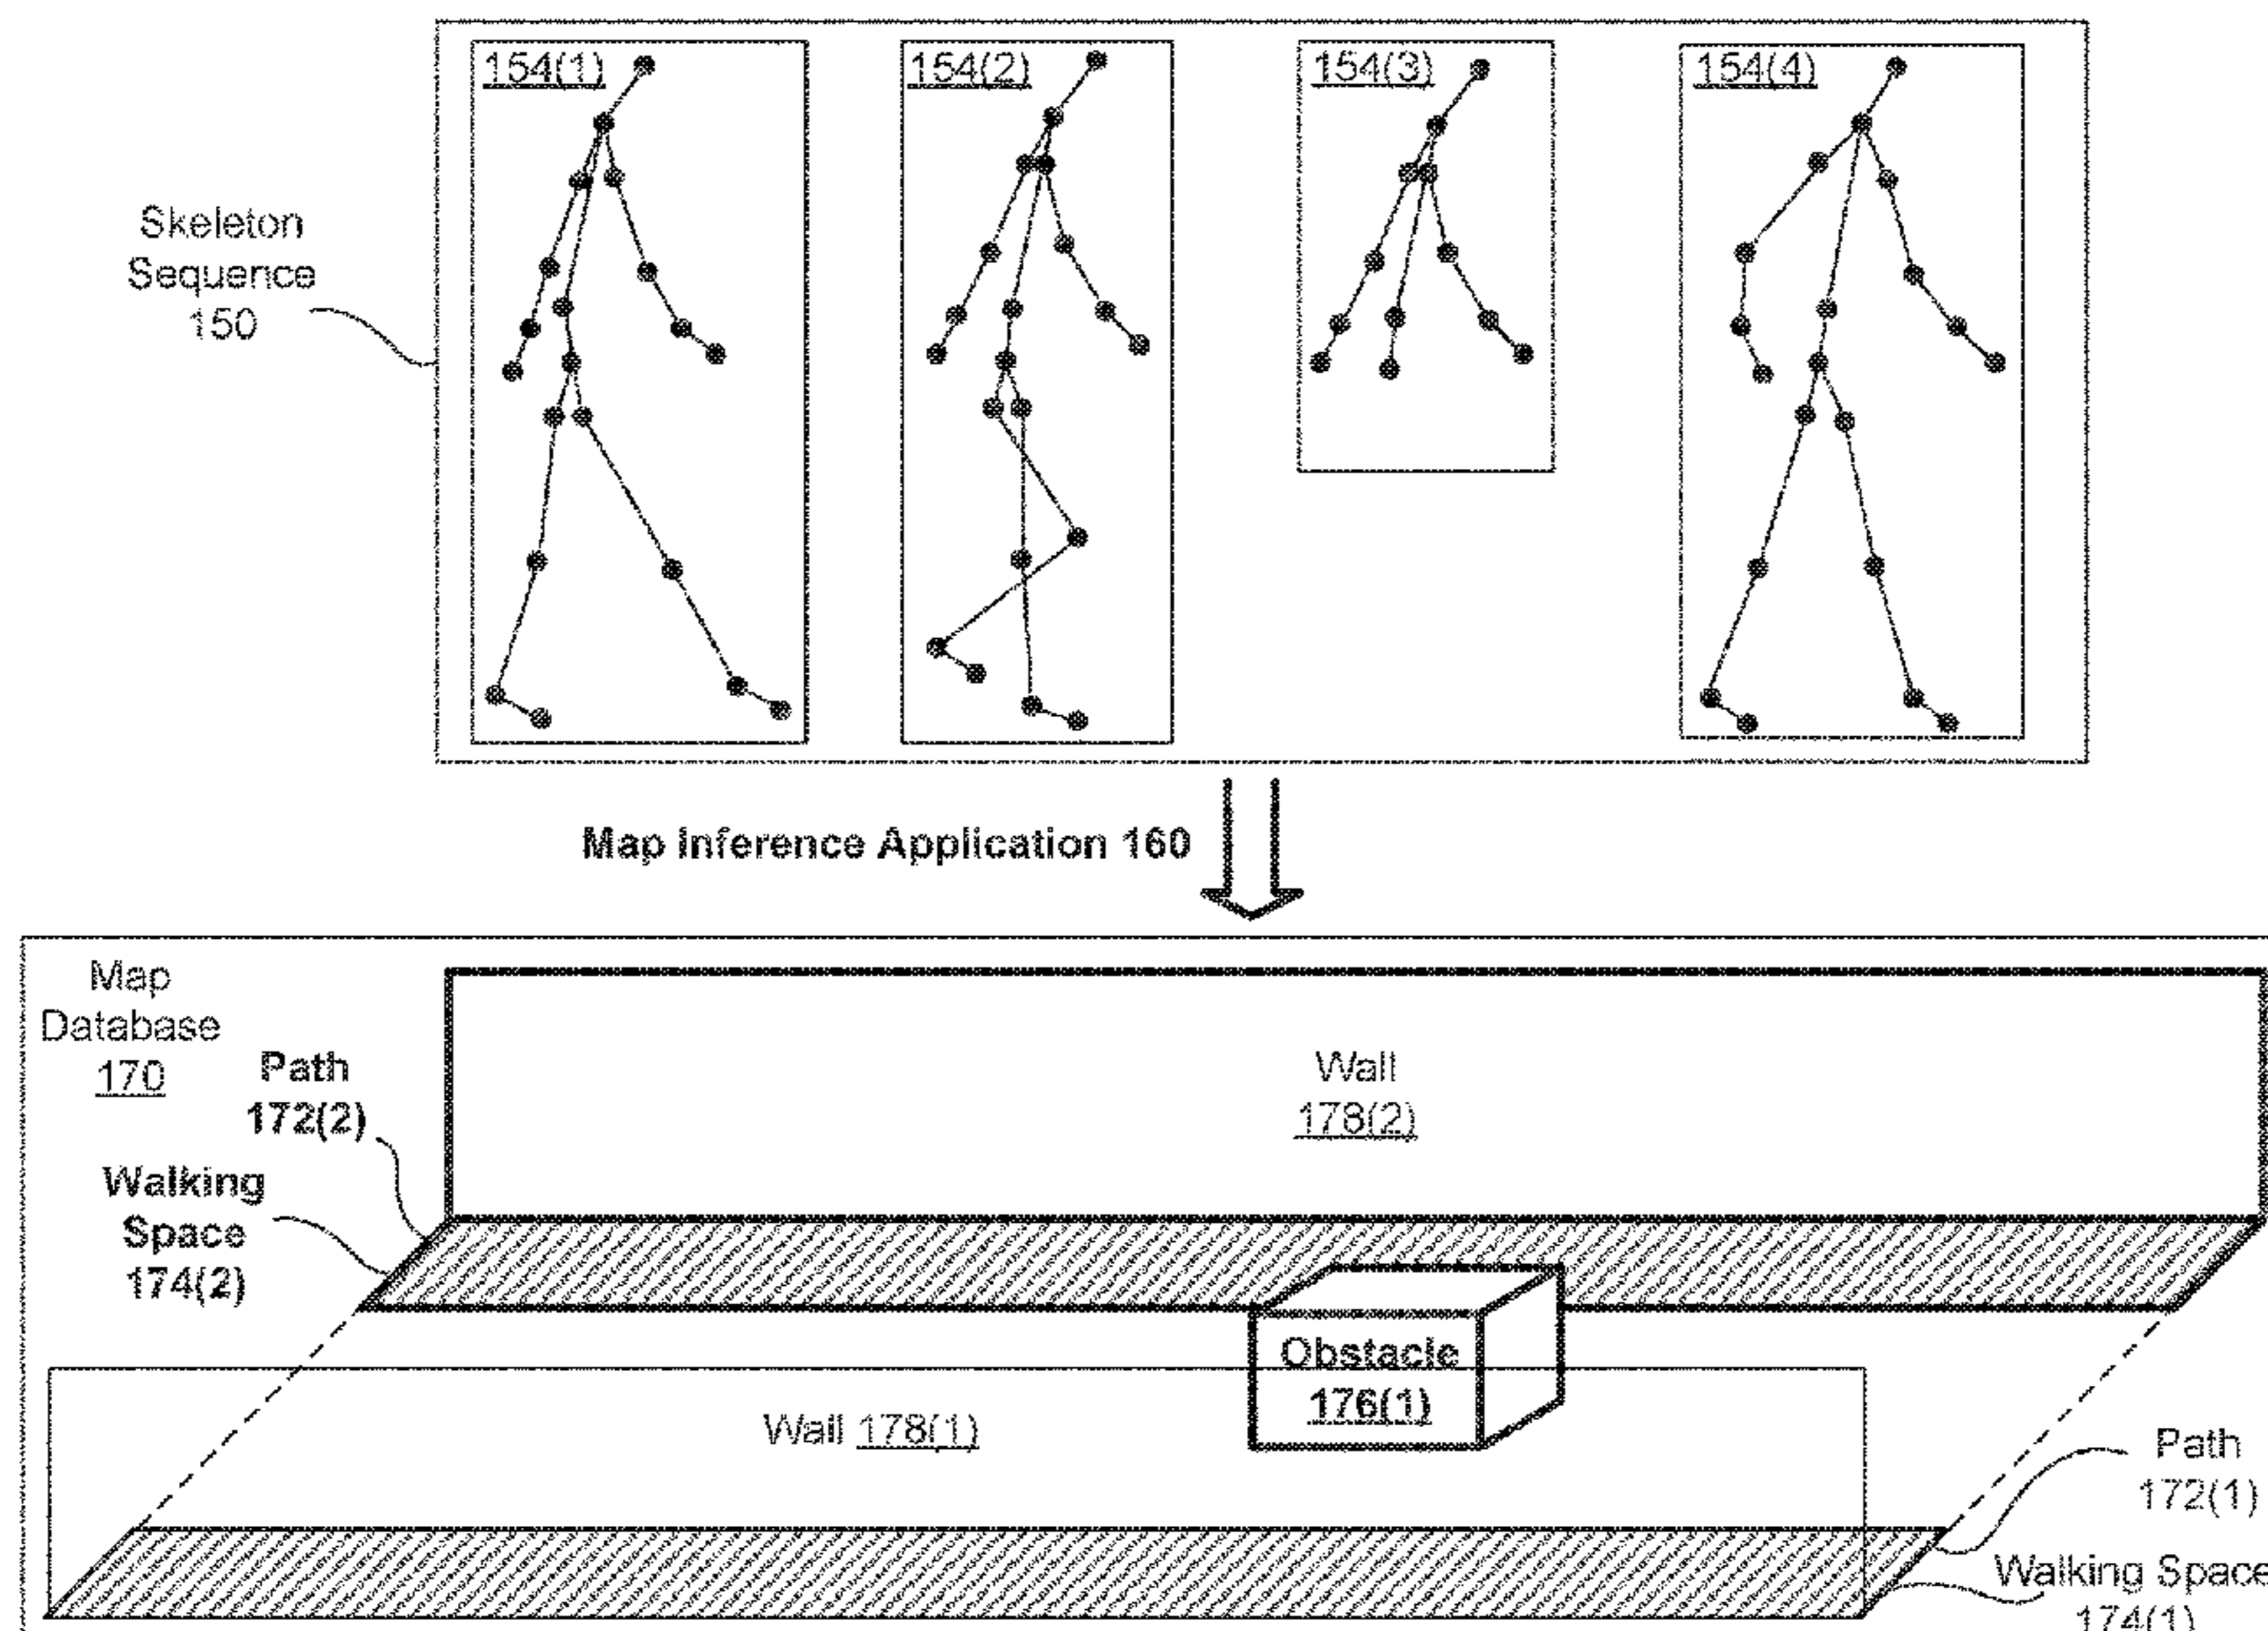 154(1)
154(2)
154(3)
154(4)
Skeleton
Sequence
150
Map Inference Application 160
Map
Database
170
Path
172(2)
Walking
Space
174(2)
Wall
178(2)
Obstacle
176(1)
Wall 178(1)
Path
172(1)
Walking Space
174(1)